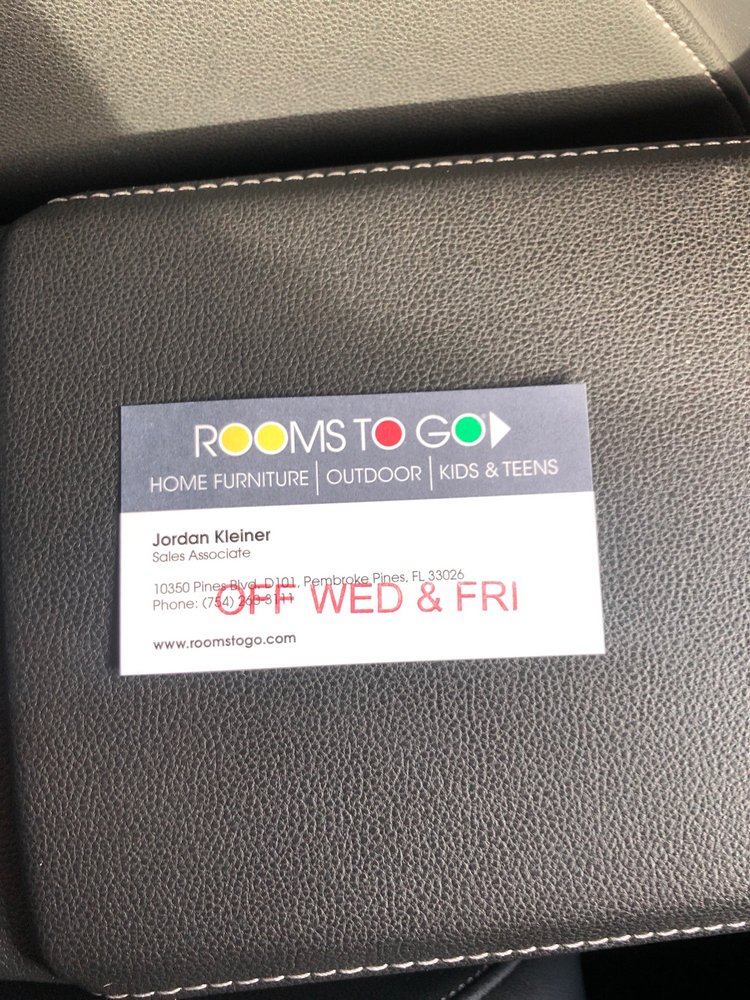 ROOMS TO GO
HOME FURNITURE | OUTDOOR | KIDS & TEENS
Jordan Kleiner
Sales Associate
10350 Pines Blvd. D101, Pembroke Pines, FL 33026
Phone: (754)
OFF WED & FRI
www.roomstogo.com